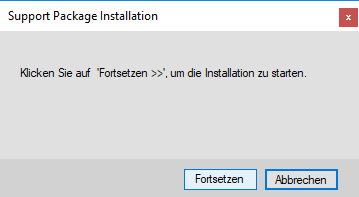 Support Package Installation
x
Klicken Sie auf 'Fortsetzen >>', um die Installation zu starten.
Fortsetzen
Abbrechen